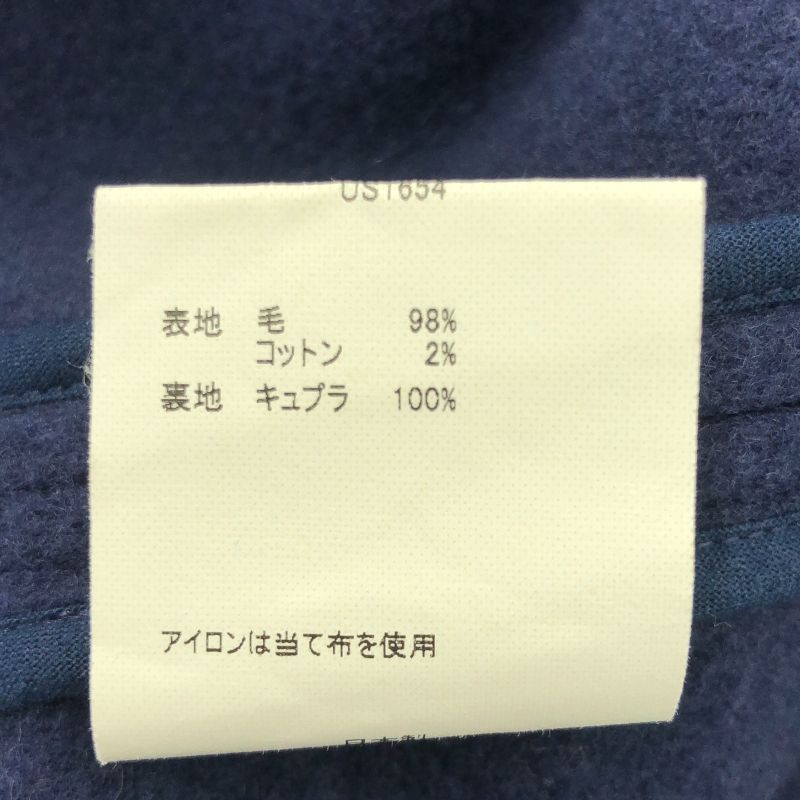 US1654
表地 毛 98%
コットン 2%
裏地 キュプラ 100%
アイロンは当て布を使用